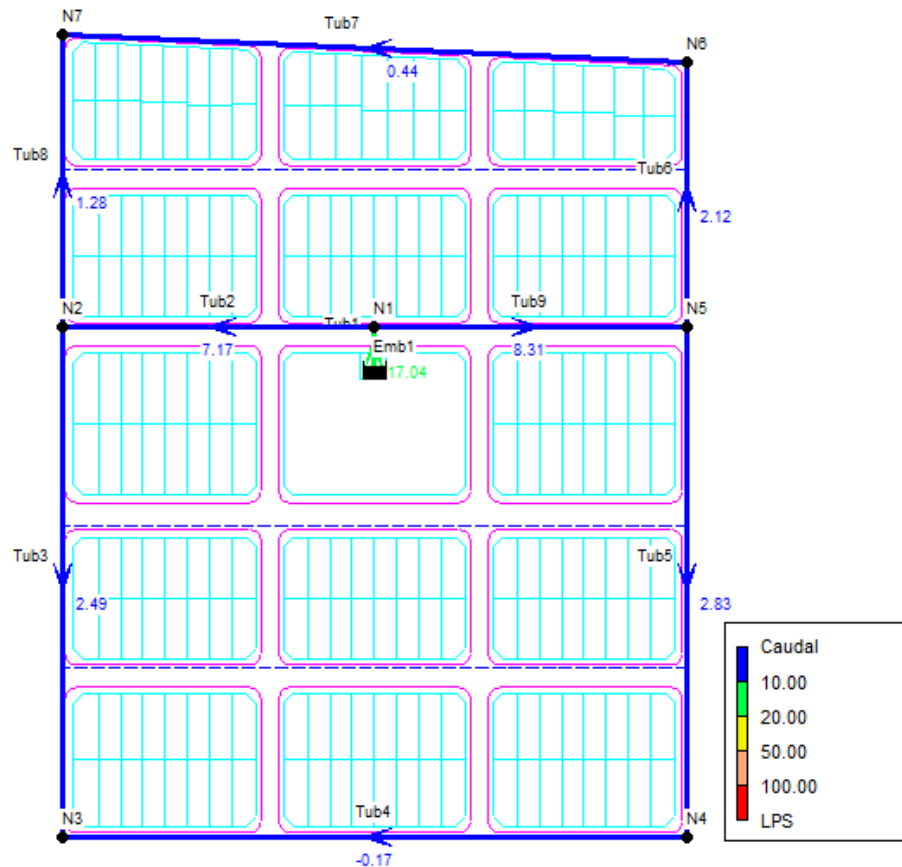 N7
Tub7
N6
0.44
Tub8
Tub6
1.28
2.12
N2
Tub2
N1
Tub9
N5
Tub1
7.17
Emb1
8.31
17.04
Tub3
Tub5
2.49
2.83
Caudal
10.00
20.00
50.00
100.00
LPS
N3
Tub4
N4
-0.17